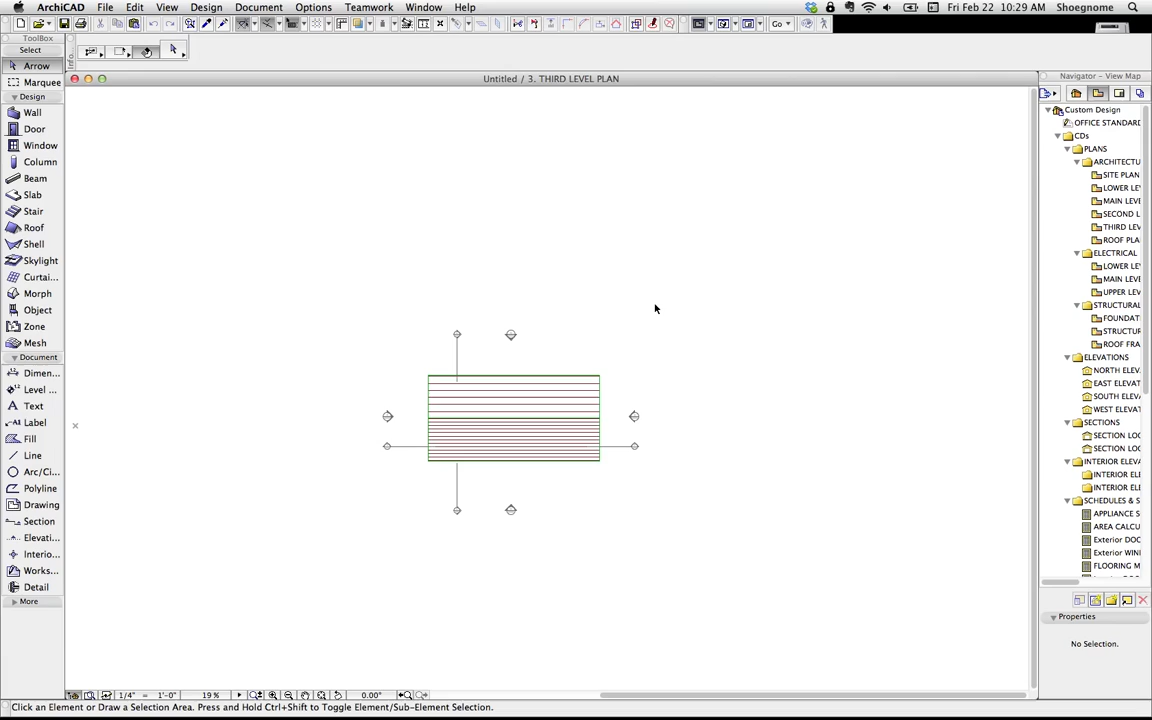 ArchiCAD File Edit View Design Document Options Teamwork Window Help Fri Feb 22 10:29 AM Shoegnome
Go
ToolBox
Select
Info
Arrow
Marquee
Design
Wall
Door
Window
Column
Beam
Slab
Stair
Roof
Shell
Skylight
Curtai...
Morph
Object
Zone
Mesh
Document
Dimen...
Level ...
Text
Label
Fill
Line
Arc/Ci...
Polyline
Drawing
Section
Elevati...
Interio...
Works...
Detail
More
Untitled / 3. THIRD LEVEL PLAN
Navigator - View Map
Custom Design
OFFICE STANDARD
CDs
PLANS
ARCHITECTU
SITE PLAN
LOWER LE
MAIN LEVE
SECOND L
THIRD LEV
ROOF PLA
ELECTRICAL
LOWER LE
MAIN LEVE
UPPER LEV
STRUCTURAL
FOUNDAT
STRUCTUR
ROOF FRA
ELEVATIONS
NORTH ELEV
EAST ELEVAT
SOUTH ELEV
WEST ELEVAT
SECTIONS
SECTION LOC
SECTION LOC
INTERIOR ELEVA
INTERIOR ELE
INTERIOR ELE
SCHEDULES & S
APPLIANCE S
AREA CALCU
Exterior DOO
Exterior WIN
FLOORING M
Properties
No Selection.
1/4" = 1'-0" 19 % 0.00°
Click an Element or Draw a Selection Area. Press and Hold Ctrl+Shift to Toggle Element/Sub-Element Selection.